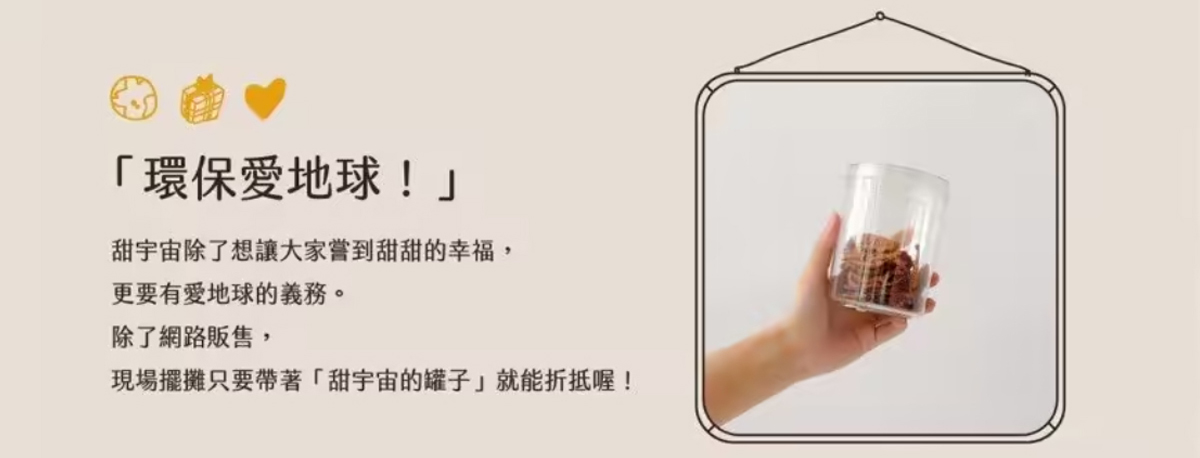 「環保愛地球！」
甜宇宙除了想讓大家嘗到甜甜的幸福，
更要有愛地球的義務。
除了網路販售，
現場擺攤只要帶著「甜宇宙的罐子」就能折抵喔！